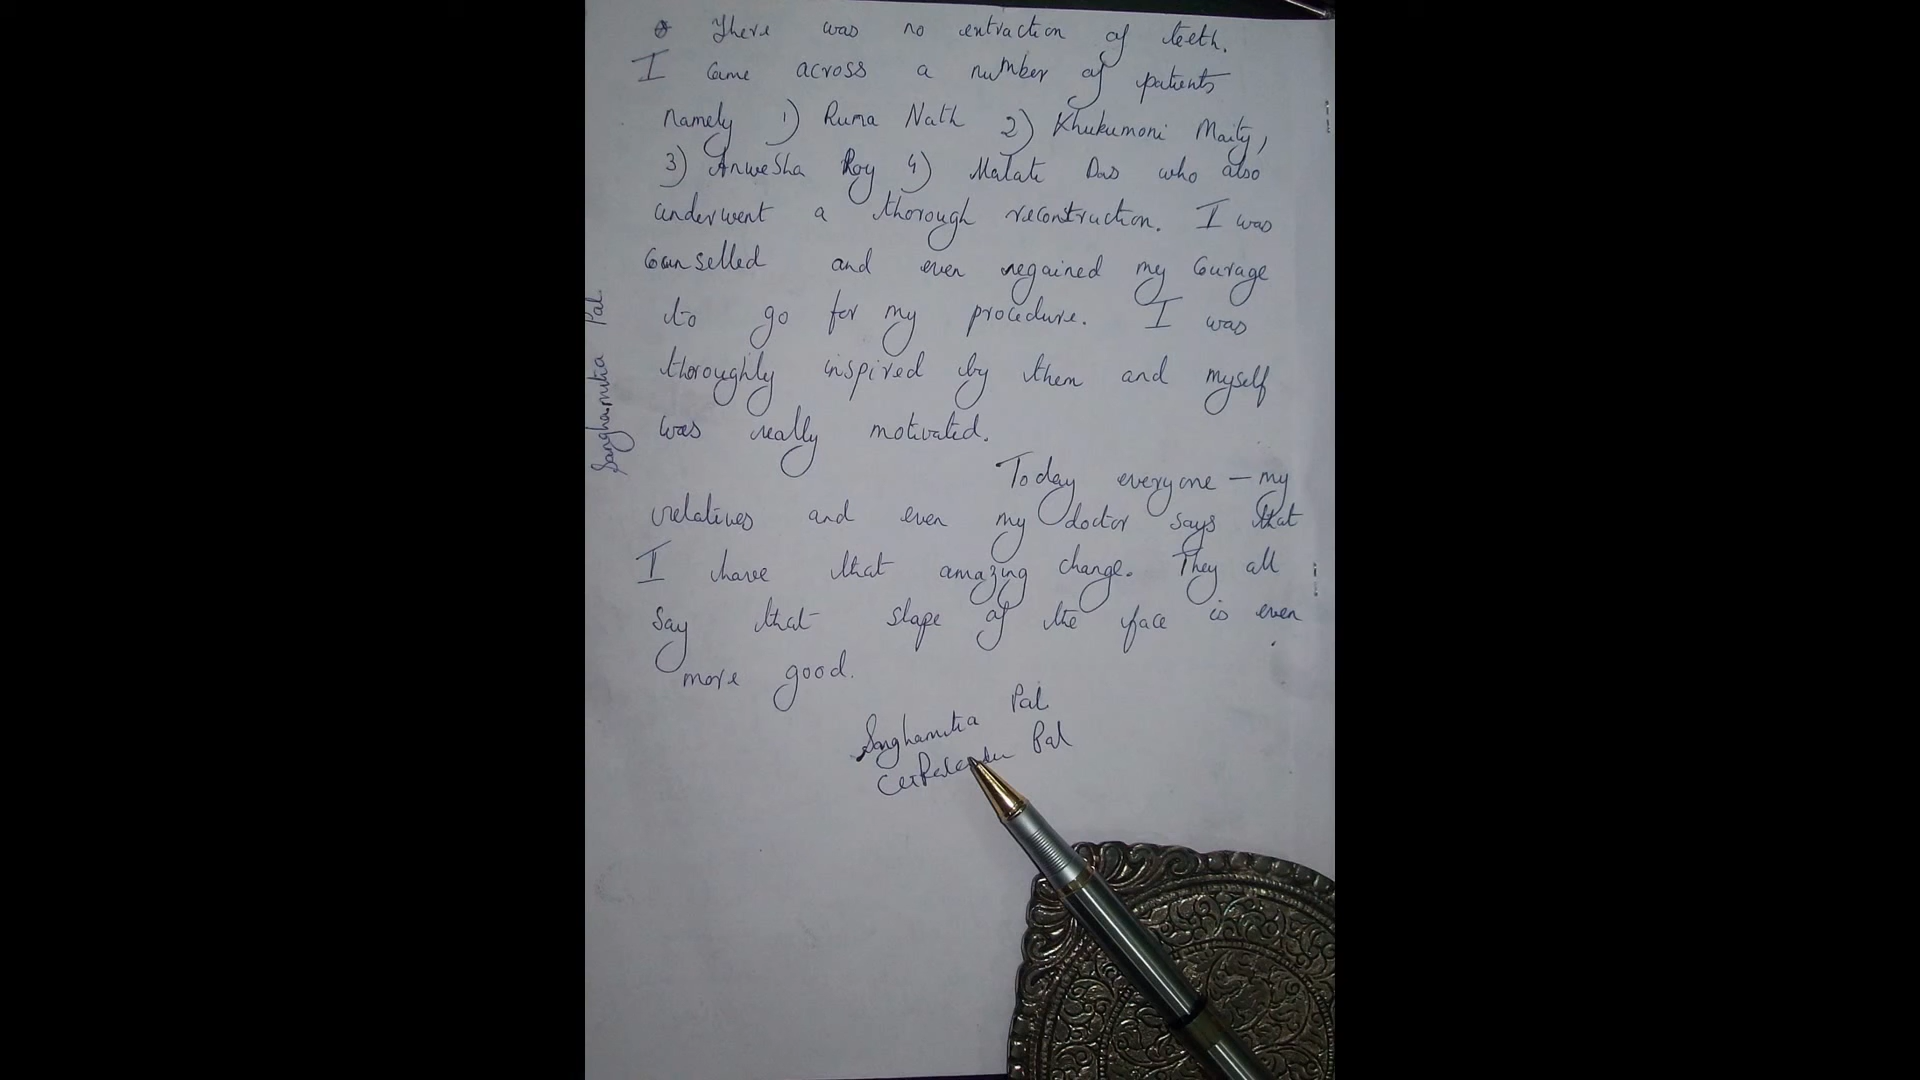 There was no extraction of teeth.
I came across a number of patients
namely 1) Ruma Nath 2) Khukumoni Maity,
3) Anwesha Roy 4) Malati Das who also
underwent a thorough recontruction. I was
counselled and even regained my courage
to go for my procedure. I was
thoroughly inspired by them and myself
was really motivated.
Today everyone — my
relatives and even my doctor says that
I have that amazing change. They all
say that slape of the face is even
more good.
Sanghamitra Pal
Pal
Sanghamitra Pal